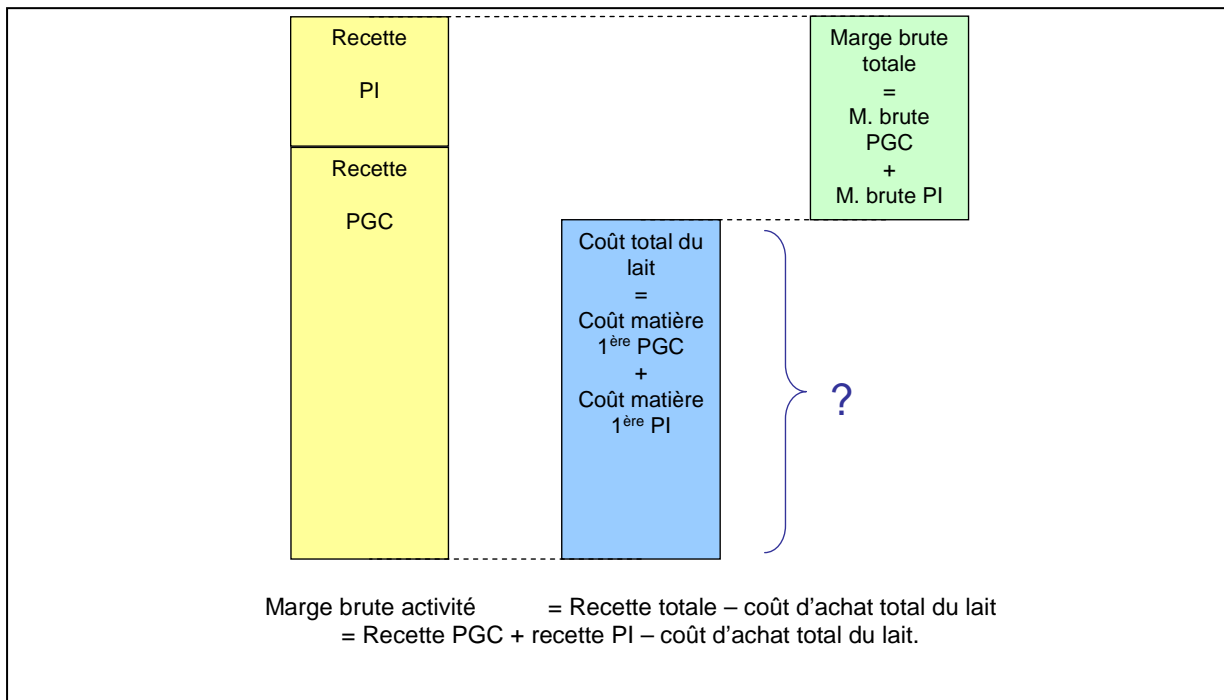 Recette
PI
Recette
PGC
Coût total du
lait
=
Coût matière
1ère PGC
+
Coût matière
1ère PI
Marge brute
totale
=
M. brute
PGC
+
M. brute PI
?
Marge brute activité = Recette totale – coût d’achat total du lait
= Recette PGC + recette PI – coût d’achat total du lait.